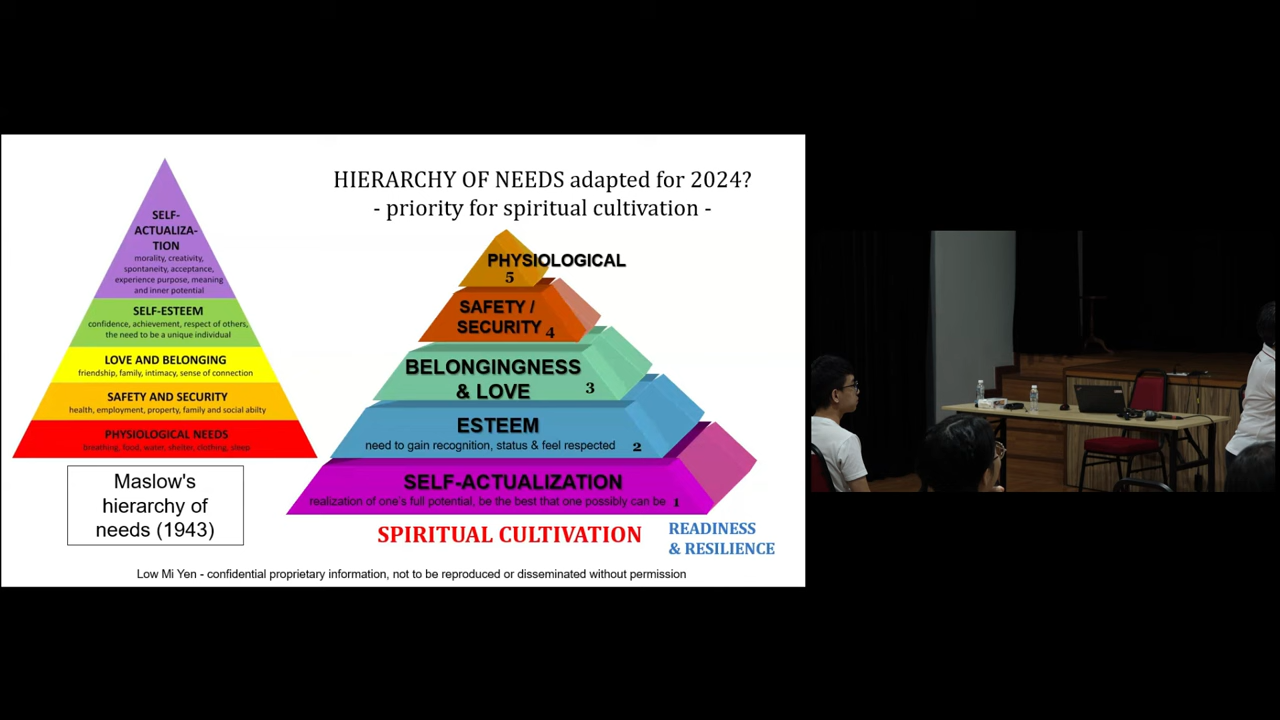 HIERARCHY OF NEEDS adapted for 2024?
- priority for spiritual cultivation -
SELF-
ACTUALIZA-
TION
morality, creativity,
spontaneity, acceptance,
experience purpose, meaning
and inner potential
SELF-ESTEEM
confidence, achievement, respect of others,
the need to be a unique individual
LOVE AND BELONGING
friendship, family, intimacy, sense of connection
SAFETY AND SECURITY
health, employment, property, family and social abilty
PHYSIOLOGICAL NEEDS
breathing, food, water, shelter, clothing, sleep
Maslow's
hierarchy of
needs (1943)
PHYSIOLOGICAL
5
SAFETY /
SECURITY 4
BELONGINGNESS
& LOVE 3
ESTEEM
need to gain recognition, status & feel respected 2
SELF-ACTUALIZATION
realization of one's full potential, be the best that one possibly can be 1
SPIRITUAL CULTIVATION
READINESS
& RESILIENCE
Low Mi Yen - confidential proprietary information, not to be reproduced or disseminated without permission